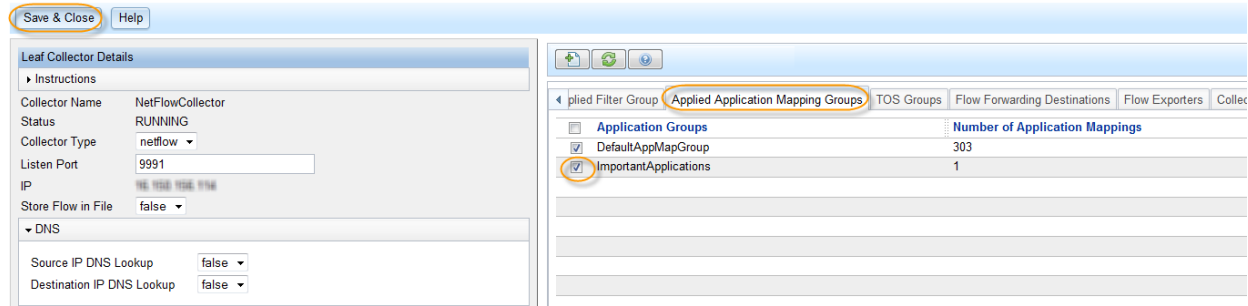 Save & Close Help
Leaf Collector Details
Instructions
Collector Name NetFlowCollector
Status RUNNING
Collector Type netflow
Listen Port 9991
IP
Store Flow in File false
DNS
Source IP DNS Lookup false
Destination IP DNS Lookup false
plied Filter Group Applied Application Mapping Groups TOS Groups Flow Forwarding Destinations Flow Exporters Collec
Application Groups Number of Application Mappings
DefaultAppMapGroup 303
ImportantApplications 1